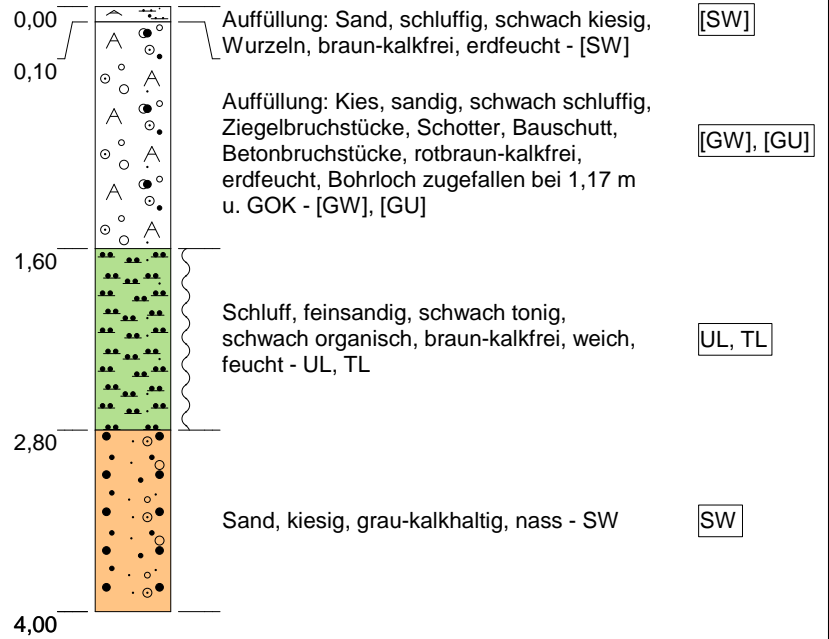 0,00
Auffüllung: Sand, schluffig, schwach kiesig,
Wurzeln, braun-kalkfrei, erdfeucht - [SW]
[SW]
0,10
Auffüllung: Kies, sandig, schwach schluffig,
Ziegelbruchstücke, Schotter, Bauschutt,
Betonbruchstücke, rotbraun-kalkfrei,
erdfeucht, Bohrloch zugefallen bei 1,17 m
u. GOK - [GW], [GU]
[GW], [GU]
1,60
Schluff, feinsandig, schwach tonig,
schwach organisch, braun-kalkfrei, weich,
feucht - UL, TL
UL, TL
2,80
Sand, kiesig, grau-kalkhaltig, nass - SW
SW
4,00